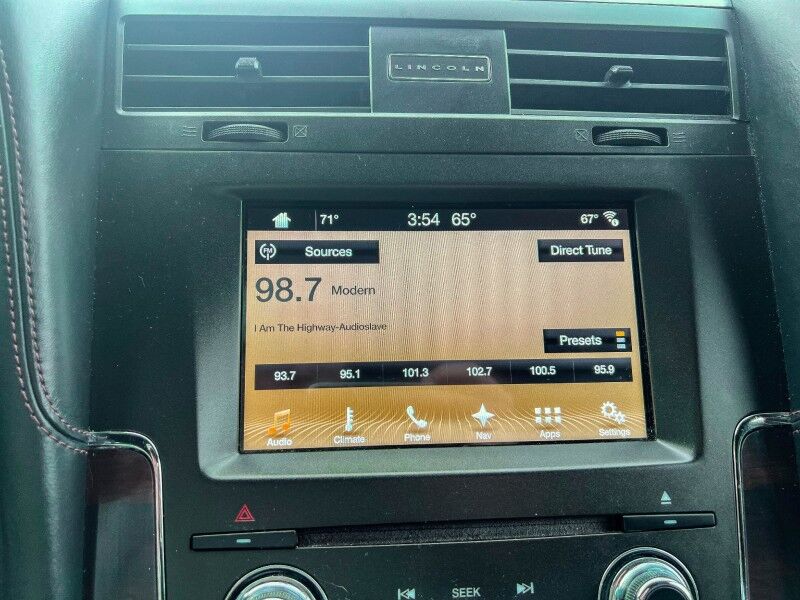 LINCOLN
71° 3:54 65° 67°
FM Sources Direct Tune
98.7 Modern
I Am The Highway-Audioslave
Presets
93.7 95.1 101.3 102.7 100.5 95.9
Audio Climate Phone Nav Apps Settings
SEEK